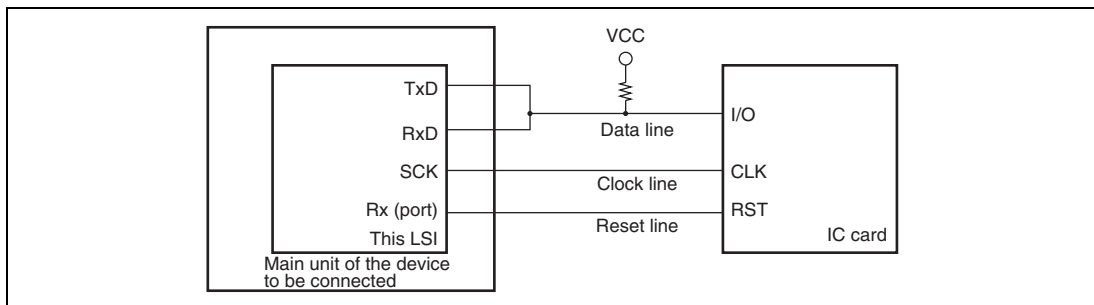 VCC
TxD
RxD
SCK
Rx (port)
This LSI
Main unit of the device
to be connected
Data line
Clock line
Reset line
I/O
CLK
RST
IC card